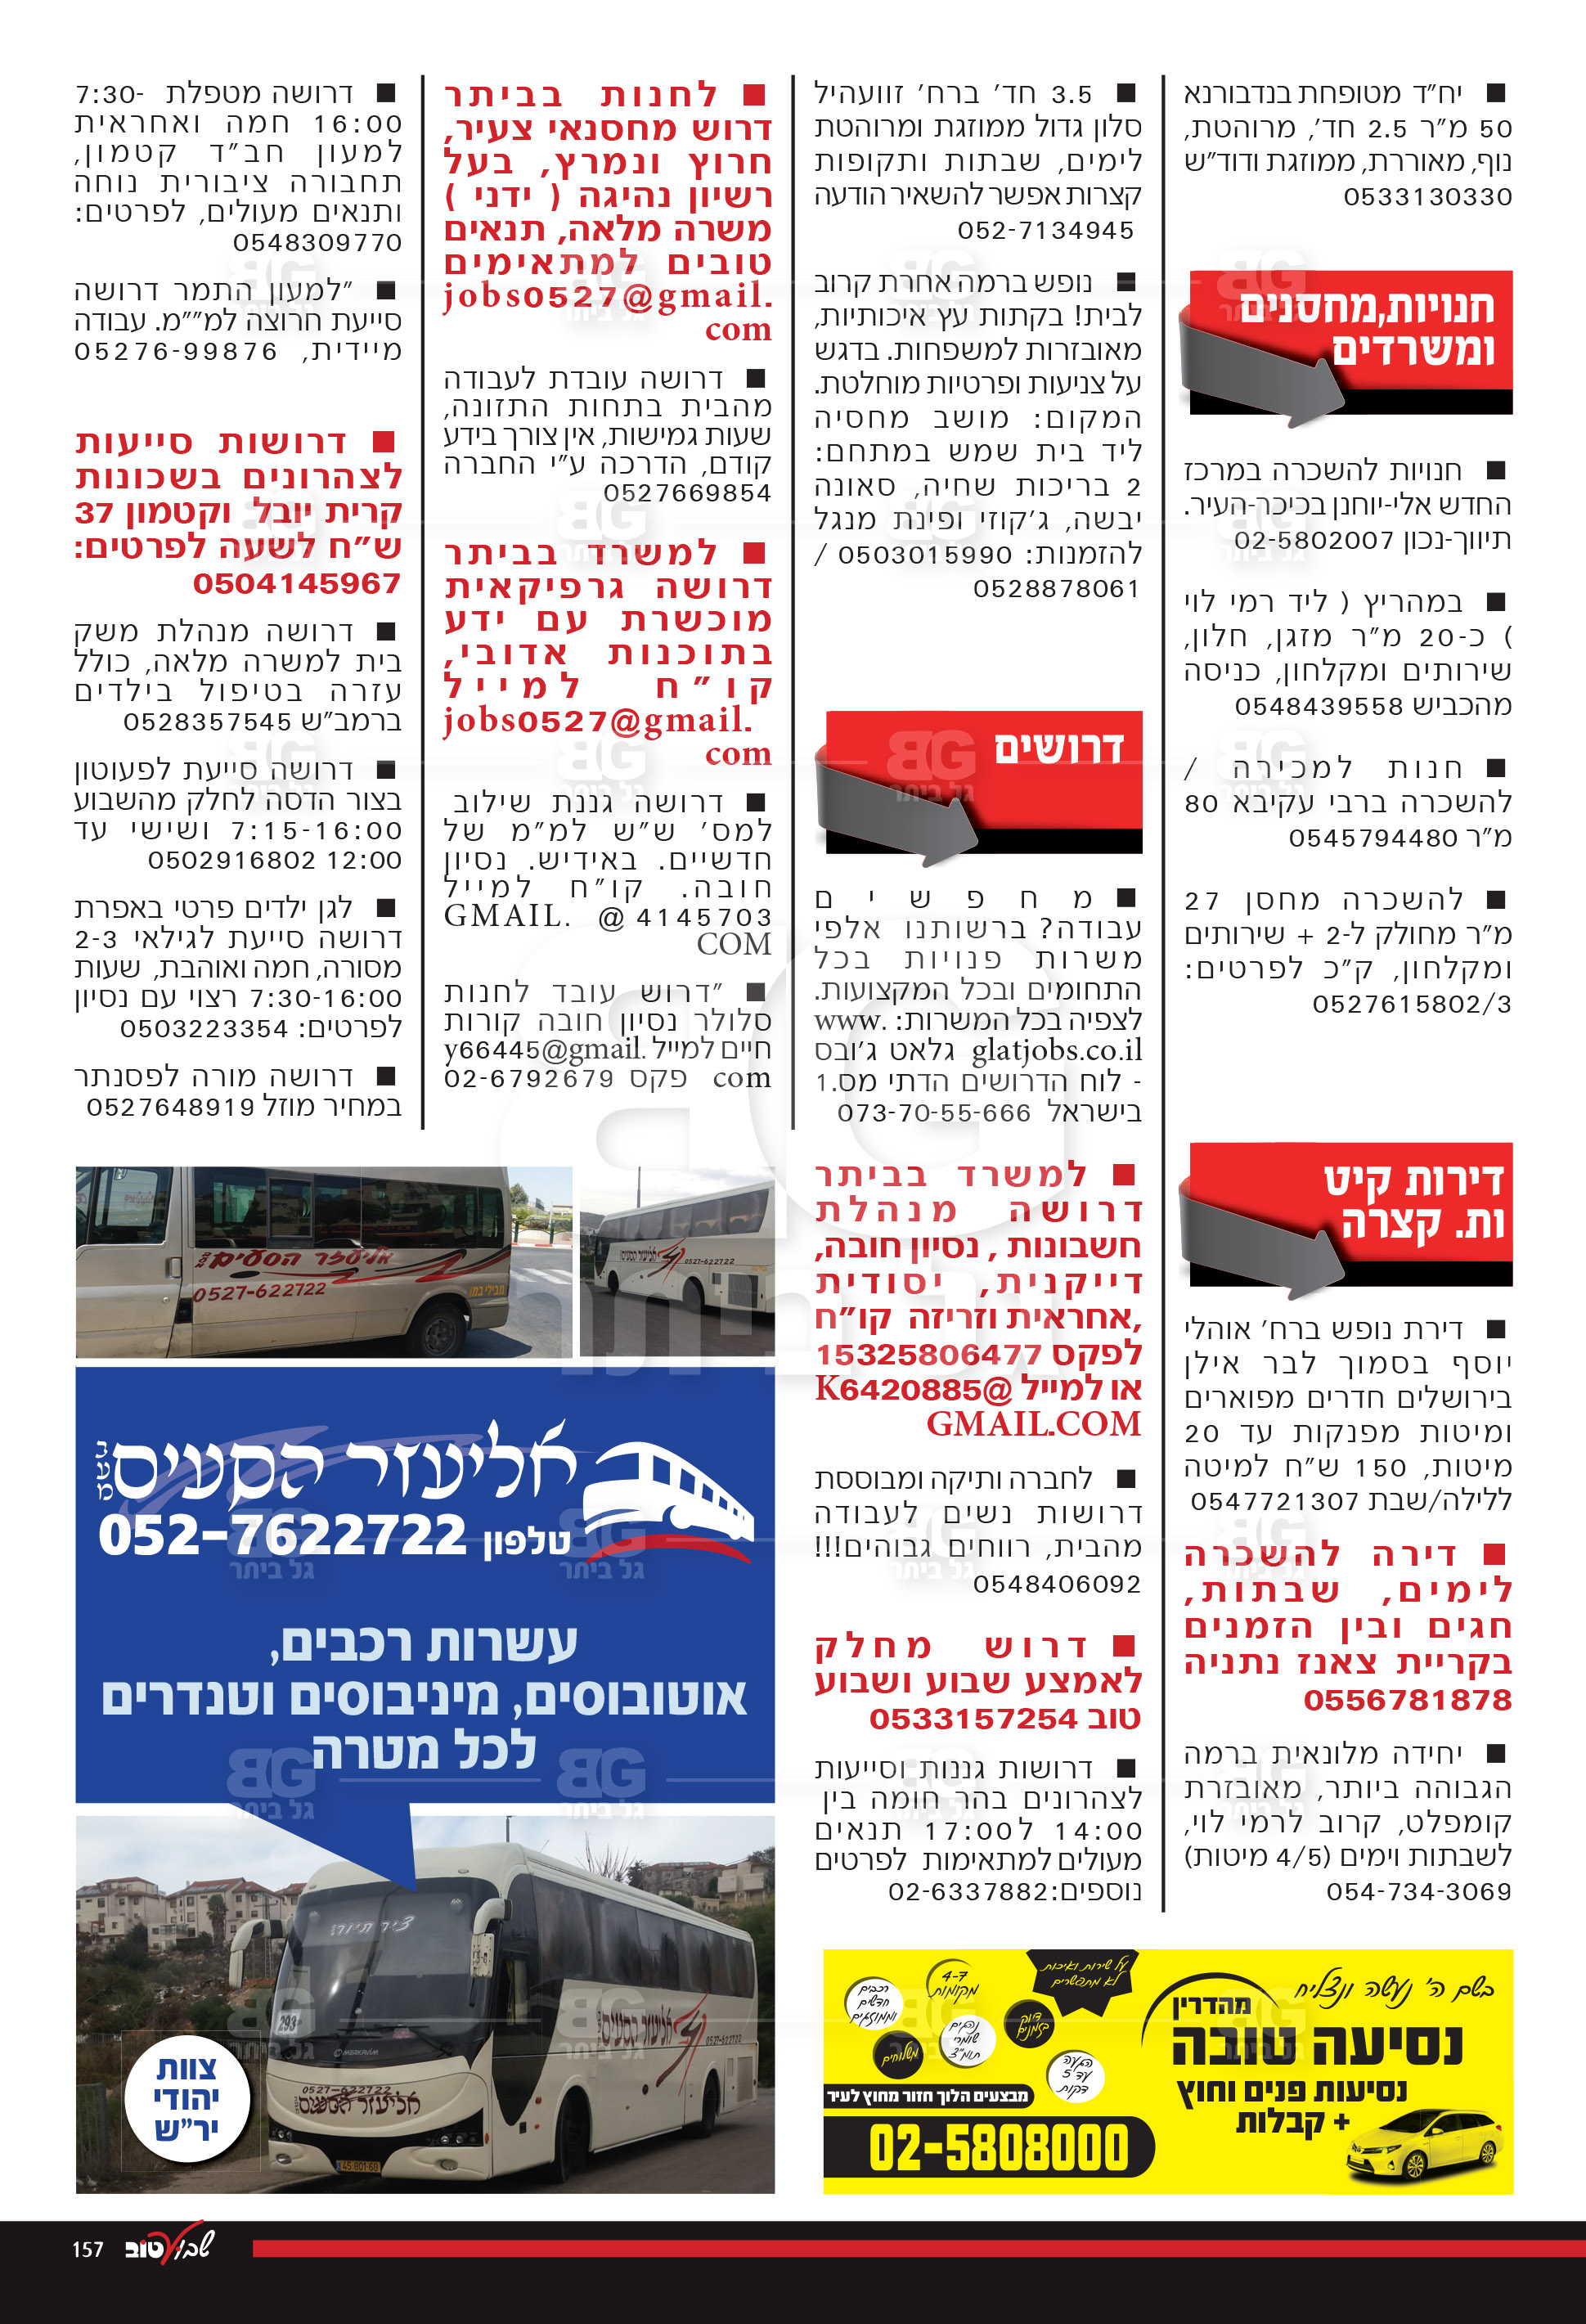 ■ יח"ד מטופחת בנדבורנא
50 מ"ר 2.5 חד', מרוהטת,
נוף, מאוררת, ממוזגת ודוד"ש
0533130330
חנויות,מחסנים
ומשרדים
■ חנויות להשכרה במרכז
החדש אלי-יוחנן בכיכר-העיר.
תיווך-נכון 02-5802007
■ במהריץ ( ליד רמי לוי
) כ-20 מ"ר מזגן, חלון,
שירותים ומקלחון, כניסה
מהכביש 0548439558
■ חנות למכירה /
להשכרה ברבי עקיבא 80
מ"ר 0545794480
■ להשכרה מחסן 27
מ"ר מחולק ל-2 + שירותים
ומקלחון, ק"כ לפרטים:
0527615802/3
דירות קיט
ות. קצרה
■ דירת נופש ברח' אוהלי
יוסף בסמוך לבר אילן
בירושלים חדרים מפוארים
ומיטות מפנקות עד 20
מיטות, 150 ש"ח למיטה
ללילה/שבת 0547721307
■ דירה להשכרה
לימים, שבתות,
חגים ובין הזמנים
בקריית צאנז נתניה
0556781878
■ יחידה מלונאית ברמה
הגבוהה ביותר, מאובזרת
קומפלט, קרוב לרמי לוי,
לשבתות וימים (4/5 מיטות)
054-734-3069
■ 3.5 חד' ברח' זוועהיל
סלון גדול ממוזגת ומרוהטת
לימים, שבתות ותקופות
קצרות אפשר להשאיר הודעה
052-7134945
■ נופש ברמה אחרת קרוב
לבית! בקתות עץ איכותיות,
מאובזרות למשפחות. בדגש
על צניעות ופרטיות מוחלטת.
המקום: מושב מחסיה
ליד בית שמש במתחם:
2 בריכות שחיה, סאונה
יבשה, ג'קוזי ופינת מנגל
להזמנות: 0503015990 /
0528878061
דרושים
■ מחפשים
עבודה? ברשותנו אלפי
משרות פנויות בכל
התחומים ובכל המקצועות.
לצפיה בכל המשרות: www.
glatjobs.co.il גלאט ג'ובס
- לוח הדרושים הדתי מס.1
בישראל 073-70-55-666
■ למשרד בביתר
דרושה מנהלת
חשבונות , נסיון חובה,
דייקנית, יסודית
,אחראית וזריזה קו"ח
לפקס 15325806477
או למייל K6420885@
GMAIL.COM
■ לחברה ותיקה ומבוססת
דרושות נשים לעבודה
מהבית, רווחים גבוהים!!!
0548406092
■ דרוש מחלק
לאמצע שבוע ושבוע
טוב 0533157254
■ דרושות גננות וסייעות
לצהרונים בהר חומה בין
14:00 ל17:00 תנאים
מעולים למתאימות לפרטים
נוספים:02-6337882
■ לחנות בביתר
דרוש מחסנאי צעיר,
חרוץ ונמרץ, בעל
רשיון נהיגה ( ידני )
משרה מלאה, תנאים
טובים למתאימים
jobs0527@gmail.
com
■ דרושה עובדת לעבודה
מהבית בתחות התזונה,
שעות גמישות, אין צורך בידע
קודם, הדרכה ע"י החברה
0527669854
■ למשרד בביתר
דרושה גרפיקאית
מוכשרת עם ידע
בתוכנות אדובי,
קו"ח למייל
jobs0527@gmail.
com
■ דרושה גננת שילוב
למס' ש"ש למ"מ של
חדשיים. באידיש. נסיון
חובה. קו"ח למייל
4145703 @ GMAIL.
COM
■ "דרוש עובד לחנות
סלולר נסיון חובה קורות
חיים למייל y66445@gmail.
com פקס 02-6792679
■ דרושה מטפלת 7:30-
16:00 חמה ואחראית
למעון חב"ד קטמון,
תחבורה ציבורית נוחה
ותנאים מעולים, לפרטים:
0548309770
■ "למעון התמר דרושה
סייעת חרוצה למ""מ. עבודה
מיידית, 05276-99876
■ דרושות סייעות
לצהרונים בשכונות
קרית יובל וקטמון 37
ש"ח לשעה לפרטים:
0504145967
■ דרושה מנהלת משק
בית למשרה מלאה, כולל
עזרה בטיפול בילדים
ברמב"ש 0528357545
■ דרושה סייעת לפעוטון
בצור הדסה לחלק מהשבוע
7:15-16:00 ושישי עד
12:00 0502916802
■ לגן ילדים פרטי באפרת
דרושה סייעת לגילאי 2-3
מסורה, חמה ואוהבת, שעות
7:30-16:00 רצוי עם נסיון
לפרטים: 0503223354
■ דרושה מורה לפסנתר
במחיר מוזל 0527648919
אליעזר הסעים
0527-622722
אליעזר הסעים
0527-622722
אליעזר הסעים בעמ
טלפון 052-7622722
עשרות רכבים,
אוטובוסים, מיניבוסים וטנדרים
לכל מטרה
293
אליעזר הסעים
0527-622722
0527-622722
אליעזר הסעים
45-801-68
צוות
יהודי
יר"ש
בשם ה' נעשה ונצליח
מהדרין
נסיעה טובה
נסיעות פנים וחוץ
+ קבלות
על שירות ואיכות
לא מתפשרים
4-7
מקומות
רכבים
חדשים
וממוזגים
דיוק
בזמנים
נהגים
שומרי
תומ"צ
משלוחים
הגעה
עד 5
דקות
מבצעים הלוך חזור מחוץ לעיר
02-5808000
שבוע טוב 157
BG
גל ביתר